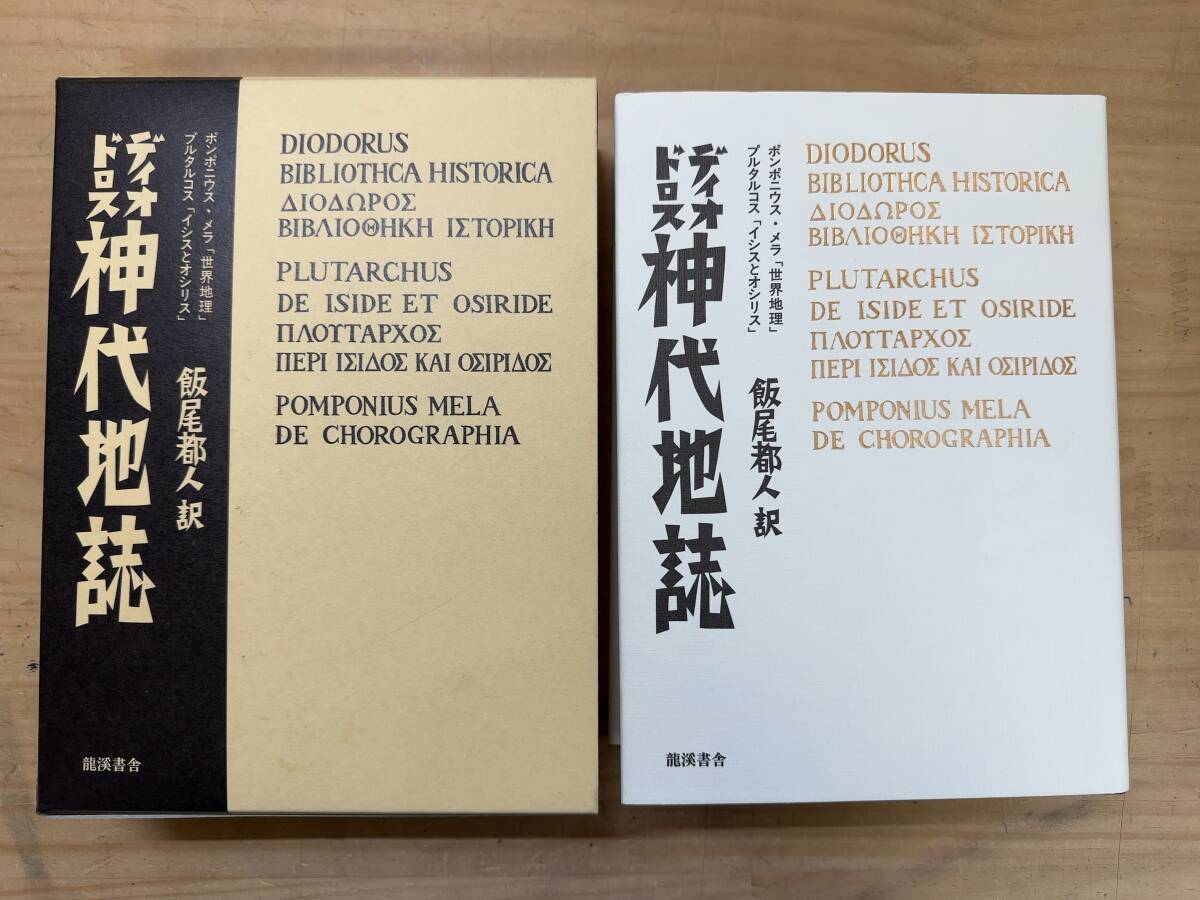 ディオ
ドロス
神代地誌
ポンポニウス・メラ「世界地理」
プルタルコス「イシスとオシリス」
飯尾都人 訳
龍溪書舎
DIODORUS
BIBLIOTHCA HISTORICA
ΔΙΟΔΩΡΟΣ
ΒΙΒΛΙΟΘΗΚΗ ΙΣΤΟΡΙΚΗ
PLUTARCHUS
DE ISIDE ET OSIRIDE
ΠΛΟΥΤΑΡΧΟΣ
ΠΕΡΙ ΙΣΙΔΟΣ ΚΑΙ ΟΣΙΡΙΔΟΣ
POMPONIUS MELA
DE CHOROGRAPHIA
ディオ
ドロス
神代地誌
ポンポニウス・メラ「世界地理」
プルタルコス「イシスとオシリス」
飯尾都人 訳
龍溪書舎
DIODORUS
BIBLIOTHCA HISTORICA
ΔΙΟΔΩΡΟΣ
ΒΙΒΛΙΟΘΗΚΗ ΙΣΤΟΡΙΚΗ
PLUTARCHUS
DE ISIDE ET OSIRIDE
ΠΛΟΥΤΑΡΧΟΣ
ΠΕΡΙ ΙΣΙΔΟΣ ΚΑΙ ΟΣΙΡΙΔΟΣ
POMPONIUS MELA
DE CHOROGRAPHIA